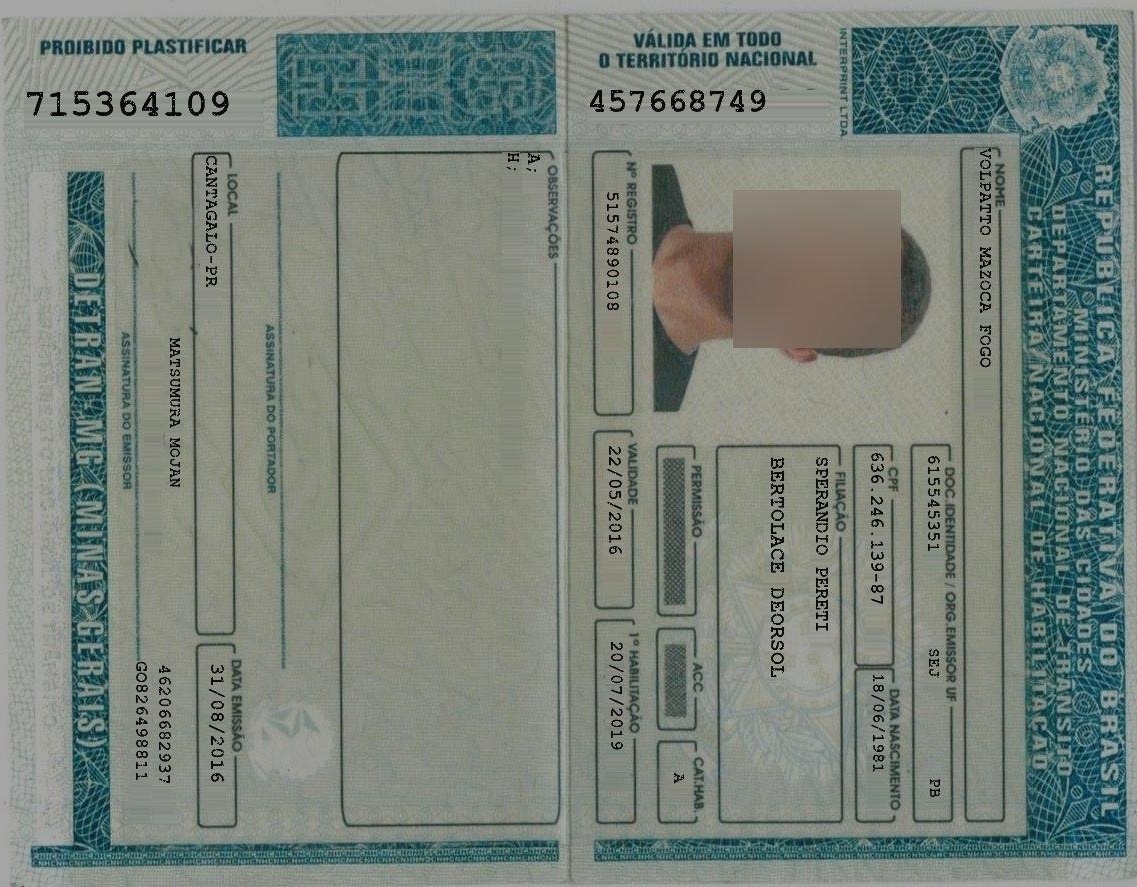 REPÚBLICA FEDERATIVA DO BRASIL
MINISTÉRIO DAS CIDADES
DEPARTAMENTO NACIONAL DE TRÂNSITO
CARTEIRA NACIONAL DE HABILITAÇÃO
NOME
VOLPATTO MAZOCA FOGO
DOC IDENTIDADE / ORG EMISSOR UF
615545351 SEJ PB
CPF
636.246.139-87
DATA NASCIMENTO
18/06/1981
FILIAÇÃO
SPERANDIO PERETI
BERTOLACE DEORSOL
PERMISSÃO
ACC
CAT.HAB.
A
Nº REGISTRO
51574890108
VALIDADE
22/05/2016
1ª HABILITAÇÃO
20/07/2019
VÁLIDA EM TODO
O TERRITÓRIO NACIONAL
457668749
INTERPRINT LTDA
OBSERVAÇÕES
A;
H;
ASSINATURA DO PORTADOR
LOCAL
CANTAGALO-PR
DATA EMISSÃO
31/08/2016
MATSUMURA MOJAN
46206682937
GO826498811
ASSINATURA DO EMISSOR
DETRAN-MG (MINAS GERAIS)
PROIBIDO PLASTIFICAR
715364109